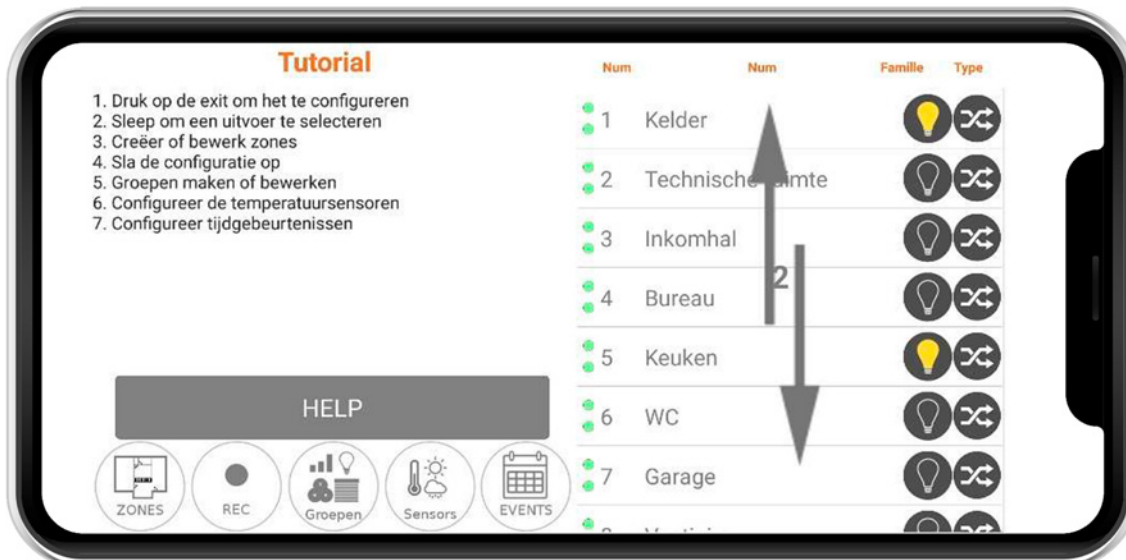 Tutorial
1. Druk op de exit om het te configureren
2. Sleep om een uitvoer te selecteren
3. Creëer of bewerk zones
4. Sla de configuratie op
5. Groepen maken of bewerken
6. Configureer de temperatuursensoren
7. Configureer tijdgebeurtenissen
HELP
ZONES
REC
Groepen
Sensors
EVENTS
Num Num Famille Type
1 Kelder
2 Technische
3 Inkomhal
2
4 Bureau
5 Keuken
6 WC
7 Garage